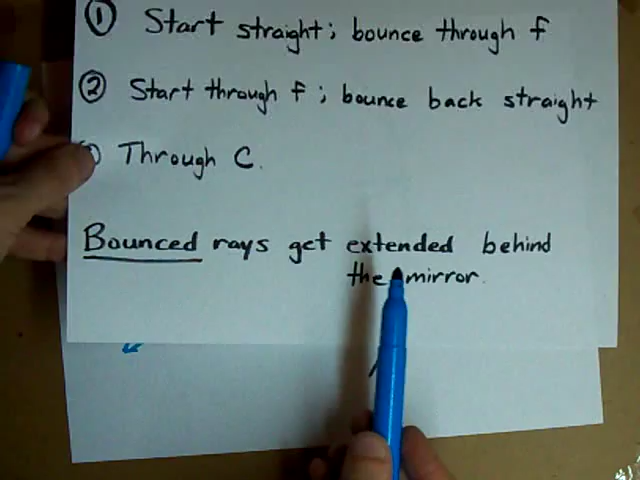 ① Start straight; bounce through f
② Start through f; bounce back straight
Through C.
Bounced rays get extended behind
the mirror.